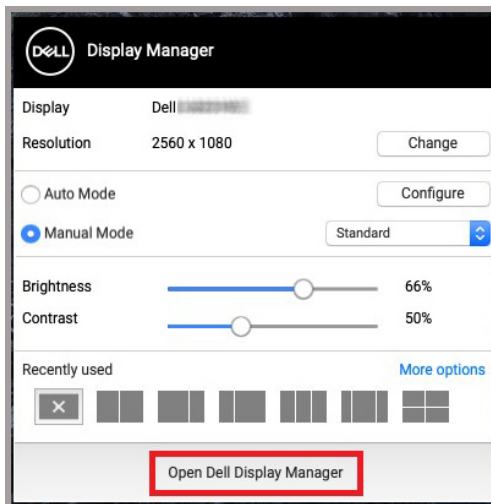 DELL Display Manager
Display Dell
Resolution 2560 x 1080 Change
Auto Mode Configure
Manual Mode Standard
Brightness 66%
Contrast 50%
Recently used More options
Open Dell Display Manager